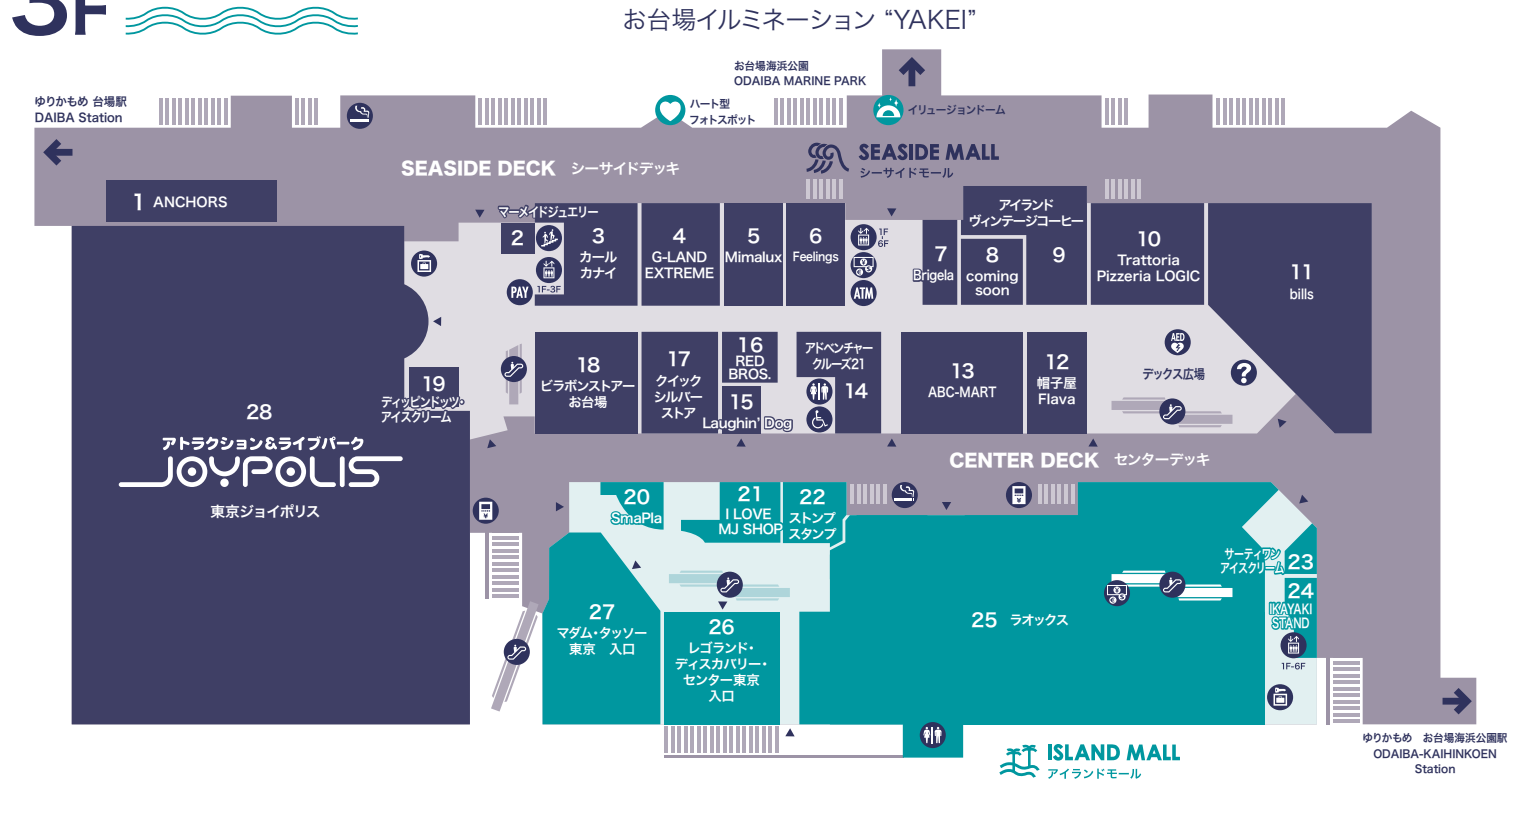 3F
お台場イルミネーション “YAKEI”
お台場海浜公園
ODAIBA MARINE PARK
ゆりかもめ 台場駅
DAIBA Station
ハート型
フォトスポット
イリュージョンドーム
SEASIDE DECK シーサイドデッキ
SEASIDE MALL
シーサイドモール
1 ANCHORS
マーメイドジュエリー
2
1F-3F
PAY
3
カール
カナイ
4
G-LAND
EXTREME
5
Mimalux
6
Feelings
1F
-
6F
ATM
7
Brigela
アイランド
ヴィンテージコーヒー
8
coming
soon
9
10
Trattoria
Pizzeria LOGIC
11
bills
19
ディッピンドッツ・
アイスクリーム
18
ビラボンストアー
お台場
17
クイック
シルバー
ストア
16
RED
BROS.
15
Laughin’ Dog
アドベンチャー
クルーズ21
14
13
ABC-MART
12
帽子屋
Flava
AED
デックス広場
?
28
アトラクション&ライブパーク
JOYPOLIS
東京ジョイポリス
CENTER DECK センターデッキ
20
SmaPla
21
I LOVE
MJ SHOP
22
ストンプ
スタンプ
サーティワン
アイスクリーム
23
24
IKAYAKI
STAND
1F-6F
25 ラオックス
27
マダム・タッソー
東京 入口
26
レゴランド・
ディスカバリー・
センター東京
入口
ISLAND MALL
アイランドモール
ゆりかもめ お台場海浜公園駅
ODAIBA-KAIHINKOEN
Station